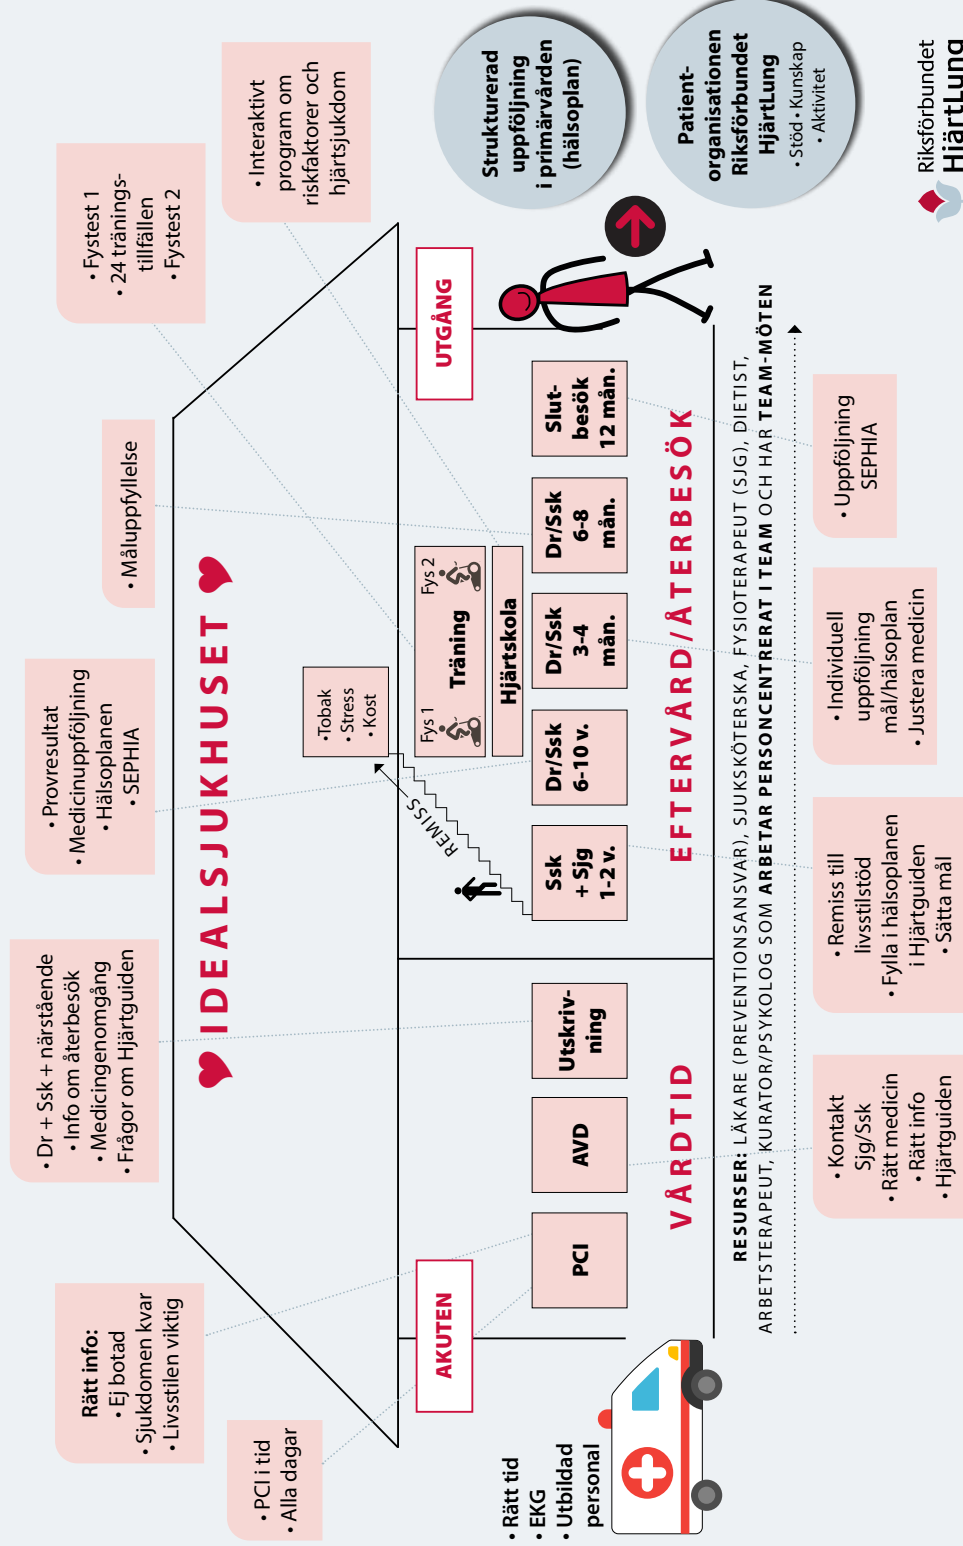 • Rätt tid
• EKG
• Utbildad
personal
• PCI i tid
• Alla dagar
Rätt info:
• Ej botad
• Sjukdomen kvar
• Livsstilen viktig
• Dr + Ssk + närstående
• Info om återbesök
• Medicingenomgång
• Frågor om Hjärtguiden
• Provresultat
• Medicinuppföljning
• Hälsoplanen
• SEPHIA
• Måluppfyllelse
• Fystest 1
• 24 tränings-
tillfällen
• Fystest 2
• Interaktivt
program om
riskfaktorer och
hjärtsjukdom
IDEALSJUKHUSET
AKUTEN
UTGÅNG
•Tobak
• Stress
• Kost
REMISS
Fys 1
Träning
Fys 2
Hjärtskola
PCI
AVD
Utskriv-
ning
Ssk
+ Sjg
1-2 v.
Dr/Ssk
6-10 v.
Dr/Ssk
3-4
mån.
Dr/Ssk
6-8
mån.
Slut-
besök
12 mån.
VÅRDTID
EFTERVÅRD/ÅTERBESÖK
RESURSER: LÄKARE (PREVENTIONSANSVAR), SJUKSKÖTERSKA, FYSIOTERAPEUT (SJG), DIETIST,
ARBETSTERAPEUT, KURATOR/PSYKOLOG SOM ARBETAR PERSONCENTRERAT I TEAM OCH HAR TEAM-MÖTEN
• Kontakt
Sjg/Ssk
• Rätt medicin
• Rätt info
• Hjärtguiden
• Remiss till
livsstilstöd
• Fylla i hälsoplanen
i Hjärtguiden
• Sätta mål
• Individuell
uppföljning
mål/hälsoplan
• Justera medicin
• Uppföljning
SEPHIA
Strukturerad
uppföljning
i primärvården
(hälsoplan)
Patient-
organisationen
Riksförbundet
HjärtLung
• Stöd • Kunskap
• Aktivitet
Riksförbundet
HjärtLung